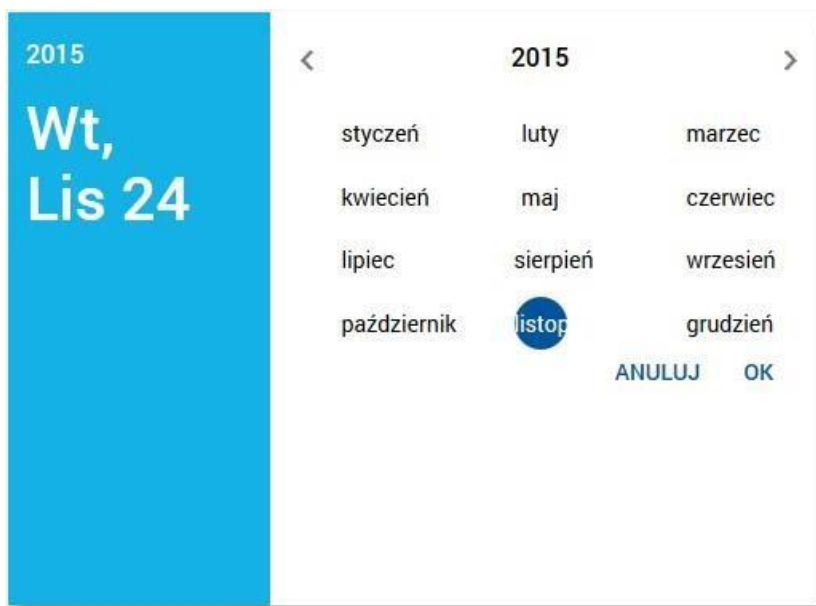 2015
Wt,
Lis 24
2015
styczeń luty marzec
kwiecień maj czerwiec
lipiec sierpień wrzesień
październik listop grudzień
ANULUJ OK